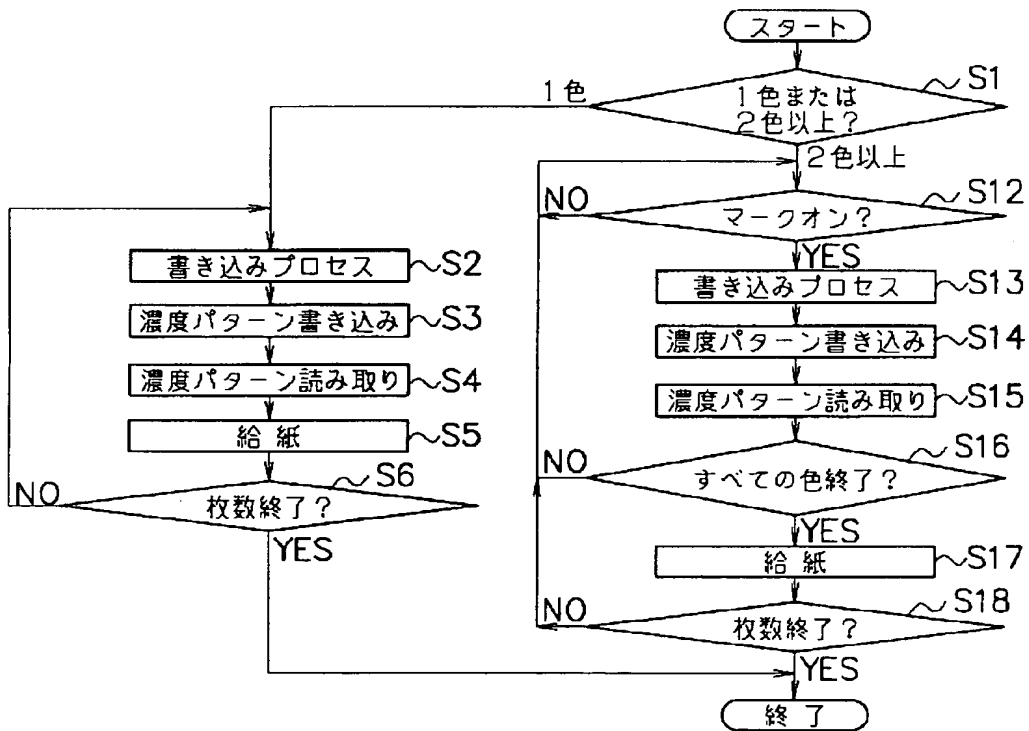 スタート
S1
1色
1色または
2色以上?
2色以上
S12
NO
マークオン?
YES
書き込みプロセス
S2
書き込みプロセス
S13
濃度パターン書き込み
S3
濃度パターン書き込み
S14
濃度パターン読み取り
S4
濃度パターン読み取り
S15
給紙
S5
S16
NO
すべての色終了?
S6
NO
枚数終了?
YES
YES
給紙
S17
S18
NO
枚数終了?
YES
終了